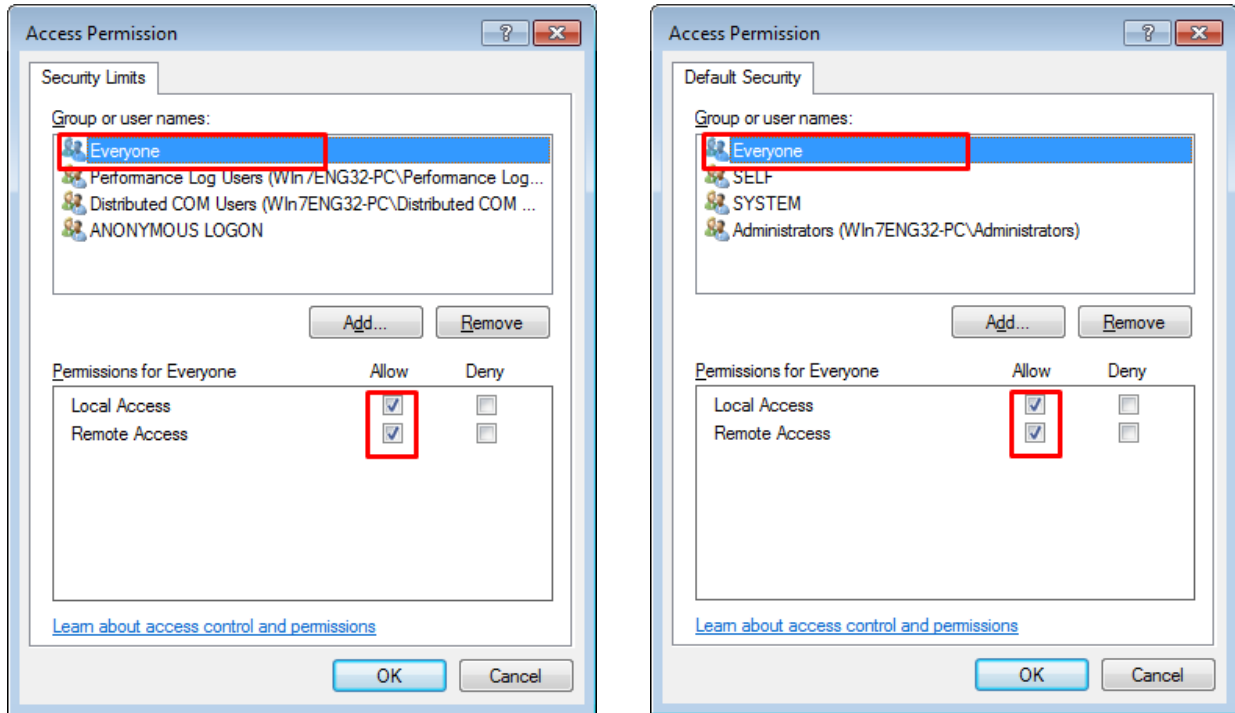 Access Permission
Security Limits
Group or user names:
Everyone
Performance Log Users (WIn7ENG32-PC\Performance Log...
Distributed COM Users (WIn7ENG32-PC\Distributed COM ...
ANONYMOUS LOGON
Add... Remove
Permissions for Everyone Allow Deny
Local Access
Remote Access
Learn about access control and permissions
OK Cancel
Access Permission
Default Security
Group or user names:
Everyone
SELF
SYSTEM
Administrators (WIn7ENG32-PC\Administrators)
Add... Remove
Permissions for Everyone Allow Deny
Local Access
Remote Access
Learn about access control and permissions
OK Cancel